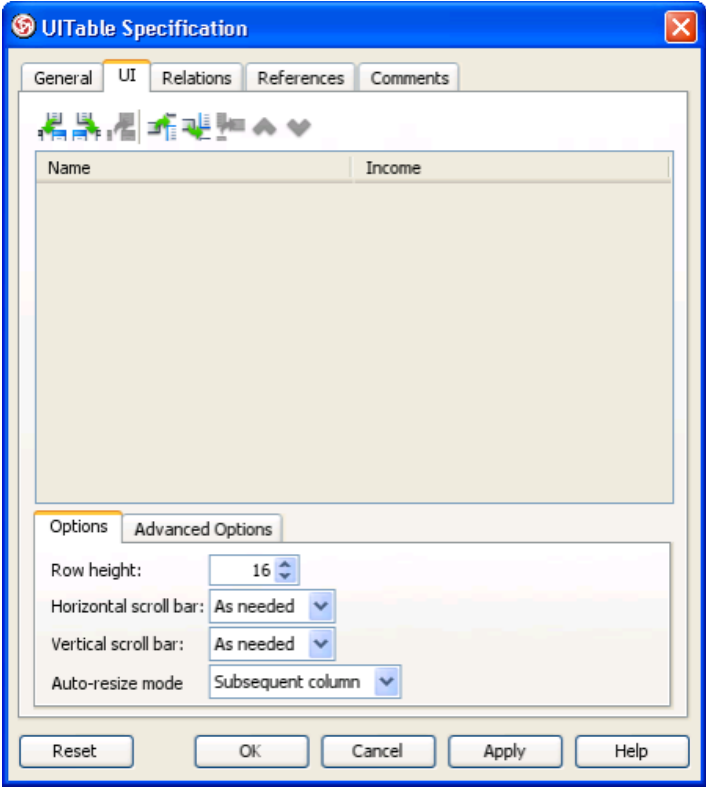 UITable Specification
General UI Relations References Comments
Name Income
Options Advanced Options
Row height: 16
Horizontal scroll bar: As needed
Vertical scroll bar: As needed
Auto-resize mode Subsequent column
Reset OK Cancel Apply Help